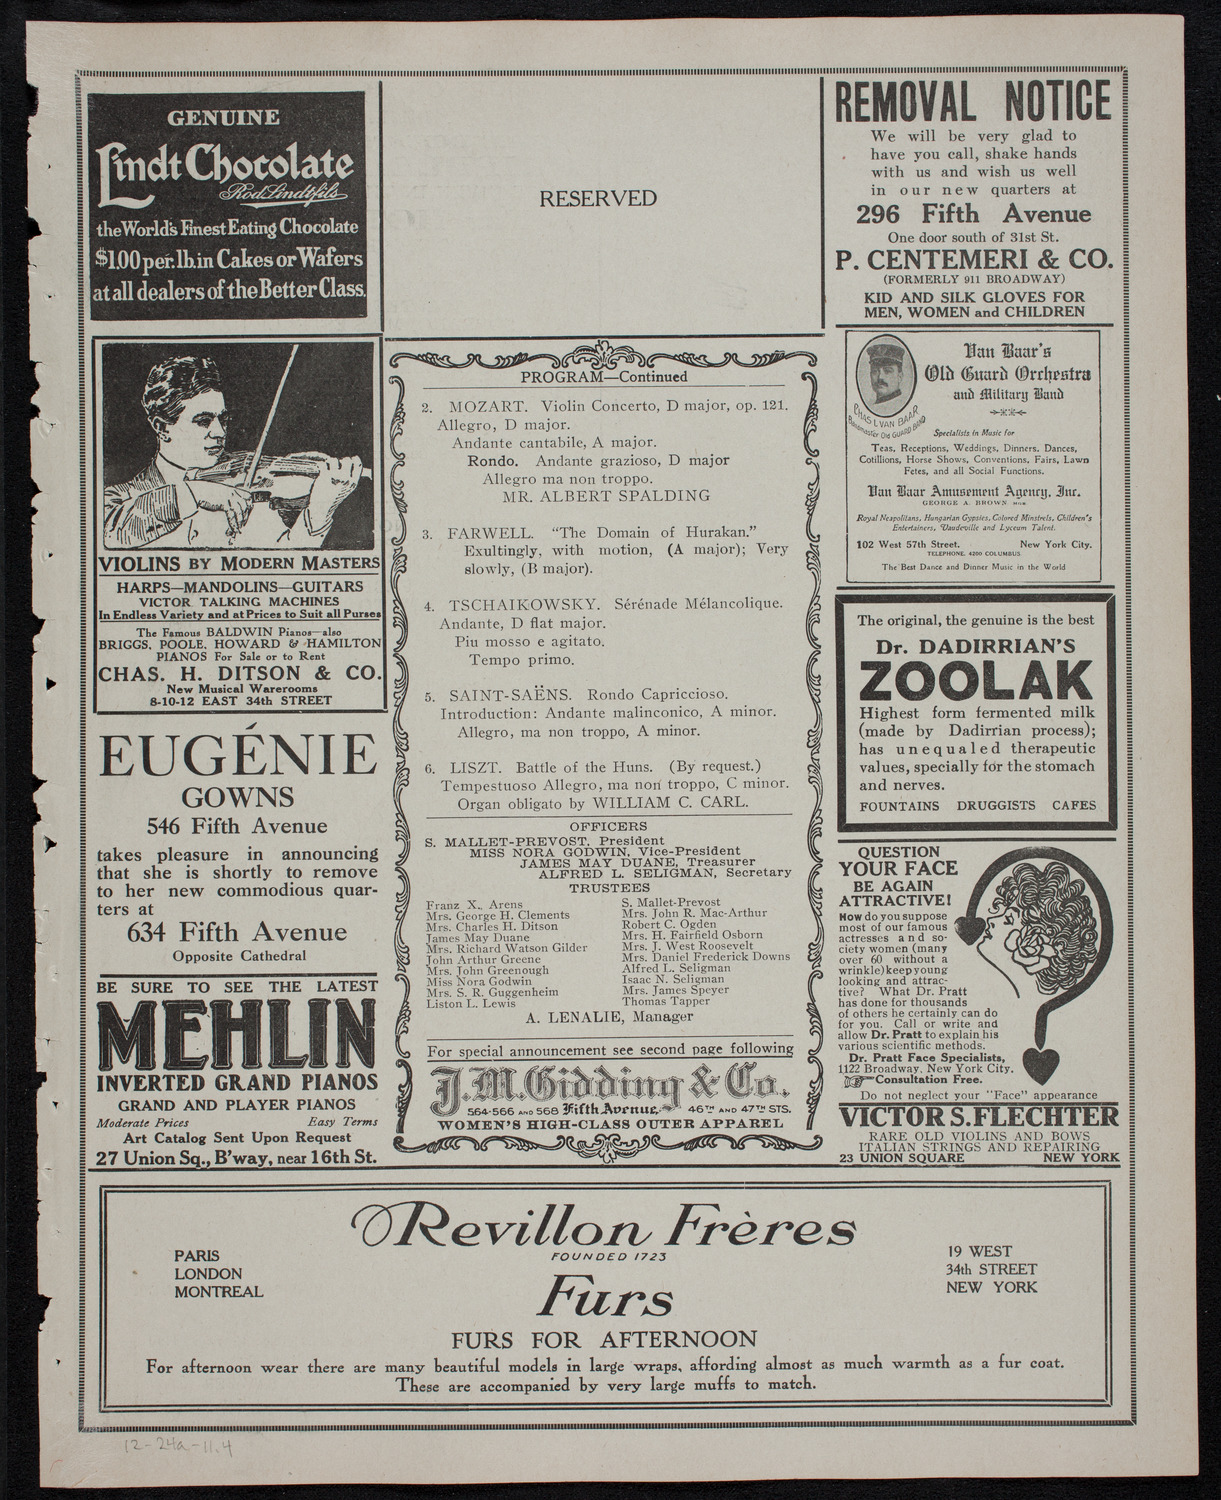 GENUINE
Lindt Chocolate
Rod. Lindt fils
the World's Finest Eating Chocolate
$1.00 per. lb. in Cakes or Wafers
at all dealers of the Better Class.
RESERVED
REMOVAL NOTICE
We will be very glad to
have you call, shake hands
with us and wish us well
in our new quarters at
296 Fifth Avenue
One door south of 31st St.
P. CENTEMERI & CO.
(FORMERLY 911 BROADWAY)
KID AND SILK GLOVES FOR
MEN, WOMEN and CHILDREN
VIOLINS BY MODERN MASTERS
HARPS—MANDOLINS—GUITARS
VICTOR TALKING MACHINES
In Endless Variety and at Prices to Suit all Purses
The Famous BALDWIN Pianos—also
BRIGGS, POOLE, HOWARD & HAMILTON
PIANOS For Sale or to Rent
CHAS. H. DITSON & CO.
New Musical Warerooms
8-10-12 EAST 34th STREET
EUGÉNIE
GOWNS
546 Fifth Avenue
takes pleasure in announcing
that she is shortly to remove
to her new commodious quar-
ters at
634 Fifth Avenue
Opposite Cathedral
BE SURE TO SEE THE LATEST
MEHLIN
INVERTED GRAND PIANOS
GRAND AND PLAYER PIANOS
Moderate Prices Easy Terms
Art Catalog Sent Upon Request
27 Union Sq., B'way, near 16th St.
PROGRAM—Continued
2. MOZART. Violin Concerto, D major, op. 121.
Allegro, D major.
Andante cantabile, A major.
Rondo. Andante grazioso, D major
Allegro ma non troppo.
MR. ALBERT SPALDING
3. FARWELL. "The Domain of Hurakan."
Exultingly, with motion, (A major); Very
slowly, (B major).
4. TSCHAIKOWSKY. Sérénade Mélancolique.
Andante, D flat major.
Piu mosso e agitato.
Tempo primo.
5. SAINT-SAËNS. Rondo Capriccioso.
Introduction: Andante malinconico, A minor.
Allegro, ma non troppo, A minor.
6. LISZT. Battle of the Huns. (By request.)
Tempestuoso Allegro, ma non troppo, C minor.
Organ obligato by WILLIAM C. CARL.
OFFICERS
S. MALLET-PREVOST, President
MISS NORA GODWIN, Vice-President
JAMES MAY DUANE, Treasurer
ALFRED L. SELIGMAN, Secretary
TRUSTEES
Franz X. Arens
Mrs. George H. Clements
Mrs. Charles H. Ditson
James May Duane
Mrs. Richard Watson Gilder
John Arthur Greene
Mrs. John Greenough
Miss Nora Godwin
Mrs. S. R. Guggenheim
Liston L. Lewis
S. Mallet-Prevost
Mrs. John R. Mac-Arthur
Robert C. Ogden
Mrs. H. Fairfield Osborn
Mrs. J. West Roosevelt
Mrs. Daniel Frederick Downs
Alfred L. Seligman
Isaac N. Seligman
Mrs. James Speyer
Thomas Tapper
A. LENALIE, Manager
For special announcement see second page following
J. M. Gidding & Co.
564-566 AND 568 Fifth Avenue, 46TH AND 47TH STS.
WOMEN'S HIGH-CLASS OUTER APPAREL
CHAS L VAN BAAR
Bandmaster Old GUARD BAND
Van Baar's
Old Guard Orchestra
and Military Band
Specialists in Music for
Teas, Receptions, Weddings, Dinners, Dances,
Cotillions, Horse Shows, Conventions, Fairs, Lawn
Fetes, and all Social Functions.
Van Baar Amusement Agency, Inc.
GEORGE A. BROWN MGR.
Royal Neapolitans, Hungarian Gypsies, Colored Minstrels, Children's
Entertainers, Vaudeville and Lyceum Talent.
102 West 57th Street. New York City.
TELEPHONE, 4200 COLUMBUS
The Best Dance and Dinner Music in the World
The original, the genuine is the best
Dr. DADIRRIAN'S
ZOOLAK
Highest form fermented milk
(made by Dadirrian process);
has unequaled therapeutic
values, specially for the stomach
and nerves.
FOUNTAINS DRUGGISTS CAFES
QUESTION
YOUR FACE
BE AGAIN
ATTRACTIVE!
How do you suppose
most of our famous
actresses and so-
ciety women (many
over 60 without a
wrinkle) keep young
looking and attrac-
tive? What Dr. Pratt
has done for thousands
of others he certainly can do
for you. Call or write and
allow Dr. Pratt to explain his
various scientific methods.
Dr. Pratt Face Specialists,
1122 Broadway, New York City.
Consultation Free.
Do not neglect your "Face" appearance
VICTOR S. FLECHTER
RARE OLD VIOLINS AND BOWS
ITALIAN STRINGS AND REPAIRING
23 UNION SQUARE NEW YORK
Revillon Frères
FOUNDED 1723
PARIS
LONDON
MONTREAL
Furs
19 WEST
34th STREET
NEW YORK
FURS FOR AFTERNOON
For afternoon wear there are many beautiful models in large wraps, affording almost as much warmth as a fur coat.
These are accompanied by very large muffs to match.
12-24a-11.4